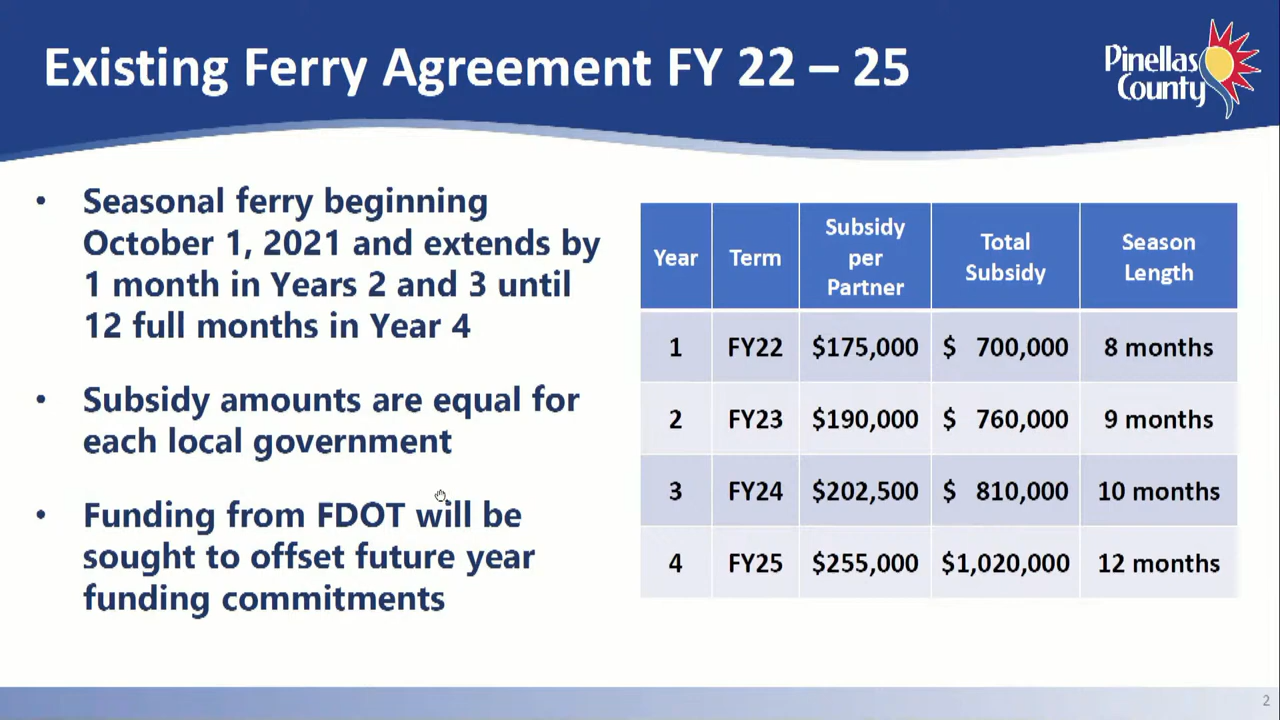 Existing Ferry Agreement FY 22 – 25
Pinellas
County
• Seasonal ferry beginning
October 1, 2021 and extends by
1 month in Years 2 and 3 until
12 full months in Year 4
• Subsidy amounts are equal for
each local government
• Funding from FDOT will be
sought to offset future year
funding commitments
Year Term Subsidy per Partner Total Subsidy Season Length
1 FY22 $175,000 $ 700,000 8 months
2 FY23 $190,000 $ 760,000 9 months
3 FY24 $202,500 $ 810,000 10 months
4 FY25 $255,000 $1,020,000 12 months
2